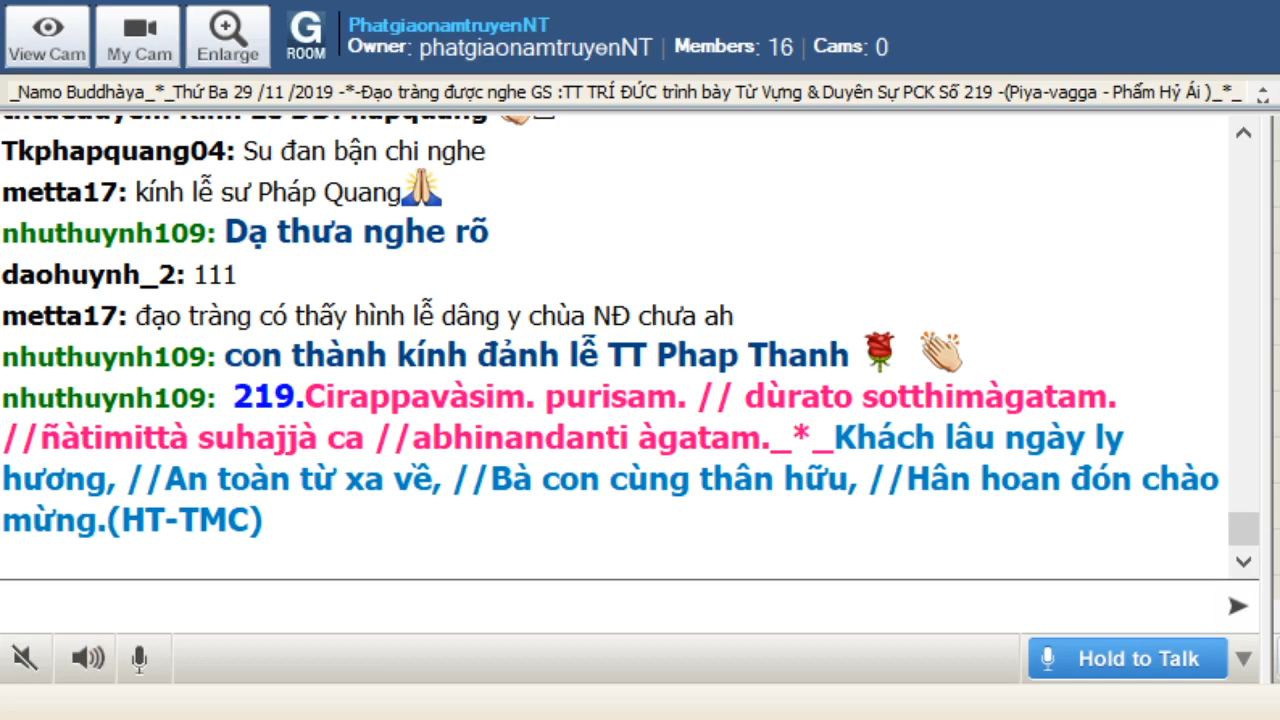 PhatgiaonamtruyenNT
View Cam
My Cam
Enlarge
G ROOM
Owner: phatgiaonamtruyenNT | Members: 16 | Cams: 0
_Namo Buddhàya_*_Thứ Ba 29 /11 /2019 -*-Đạo tràng được nghe GS :TT TRÍ ĐỨC trình bày Từ Vựng & Duyên Sự PCK Số 219 -(Piya-vagga - Phẩm Hỷ Ái )_*_
Tkphapquang04: Su đan bận chi nghe
metta17: kính lễ sư Pháp Quang🙏
nhuthuynh109: Dạ thưa nghe rõ
daohuynh_2: 111
metta17: đạo tràng có thấy hình lễ dâng y chùa NĐ chưa ah
nhuthuynh109: con thành kính đảnh lễ TT Phap Thanh 🌹 👏
nhuthuynh109: 219.Cirappavàsim. purisam. // dùrato sotthimàgatam.
//ñàtimittà suhajjà ca //abhinandanti àgatam._*_Khách lâu ngày ly
hương, //An toàn từ xa về, //Bà con cùng thân hữu, //Hân hoan đón chào
mừng.(HT-TMC)
Hold to Talk